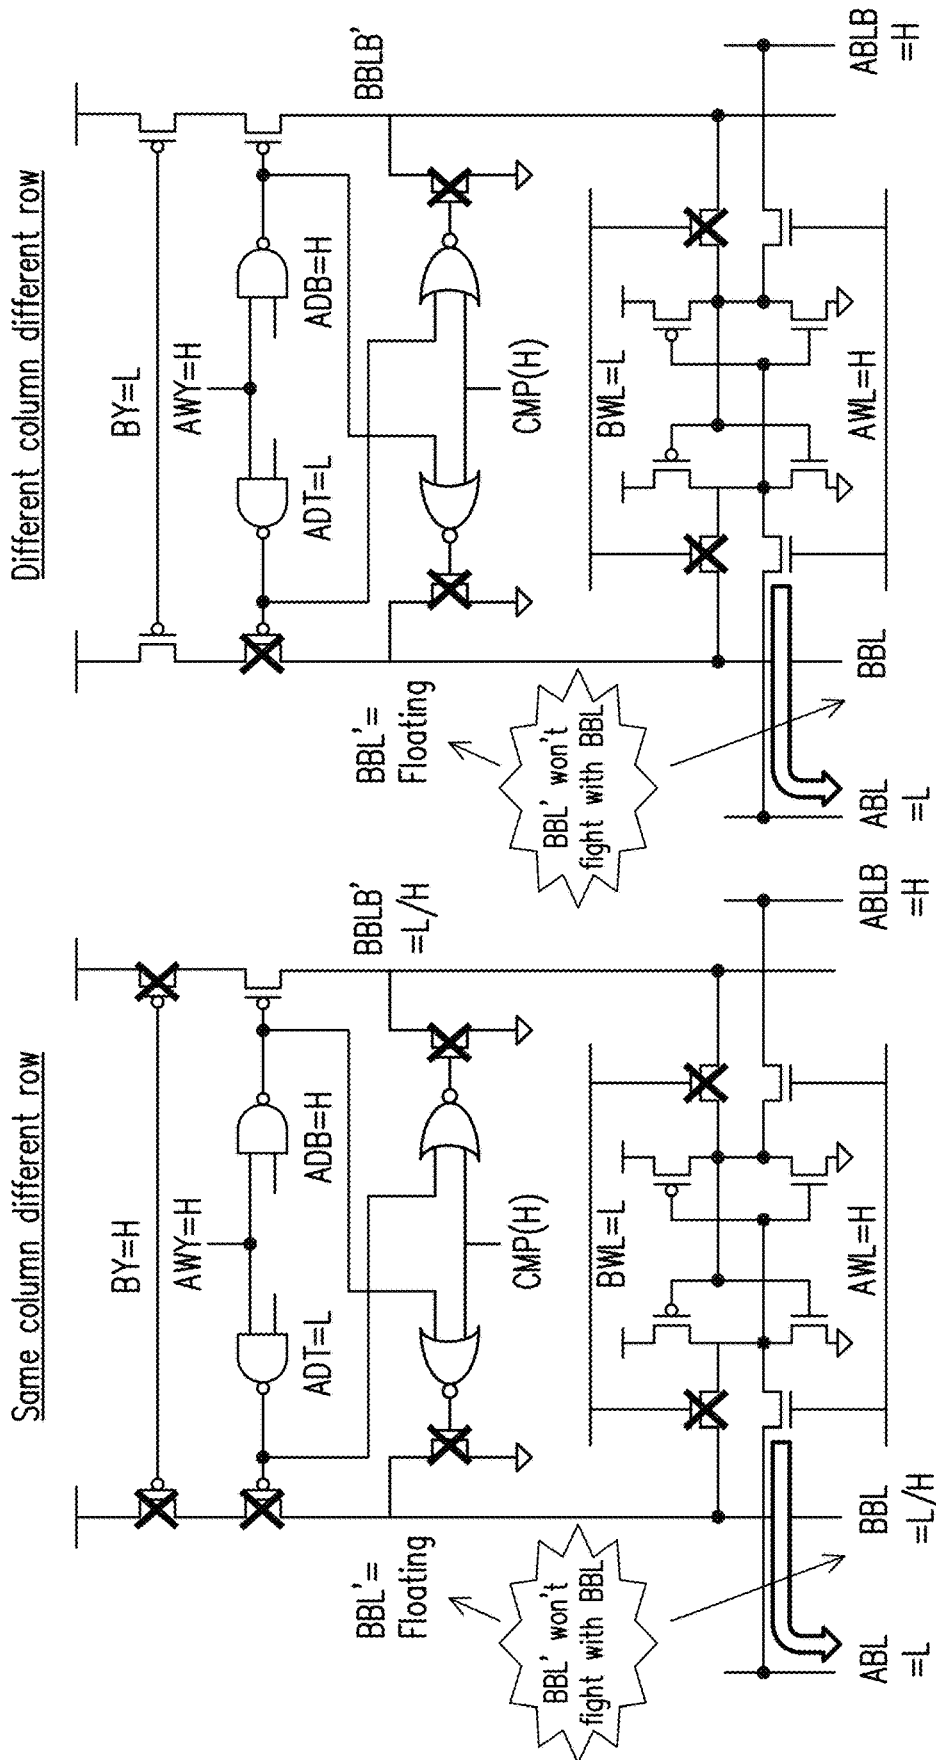 Same column different row
BY=H
AWY=H
ADT=L
ADB=H
BBL'=
Floating
BBLB'
=L/H
CMP(H)
BBL' won't
fight with BBL
BWL=L
AWL=H
ABL
=L
BBL
=L/H
ABLB
=H
Different column different row
BY=L
AWY=H
ADT=L
ADB=H
BBL'=
Floating
BBLB'
CMP(H)
BBL' won't
fight with BBL
BWL=L
AWL=H
ABL
=L
BBL
ABLB
=H